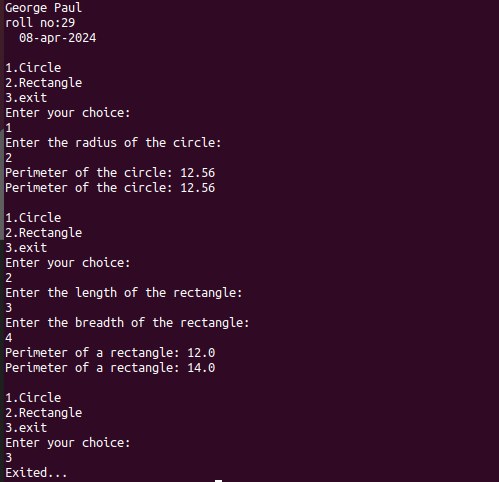 George Paul
roll no:29
08-apr-2024
1.Circle
2.Rectangle
3.exit
Enter your choice:
1
Enter the radius of the circle:
2
Perimeter of the circle: 12.56
Perimeter of the circle: 12.56
1.Circle
2.Rectangle
3.exit
Enter your choice:
2
Enter the length of the rectangle:
3
Enter the breadth of the rectangle:
4
Perimeter of a rectangle: 12.0
Perimeter of a rectangle: 14.0
1.Circle
2.Rectangle
3.exit
Enter your choice:
3
Exited...